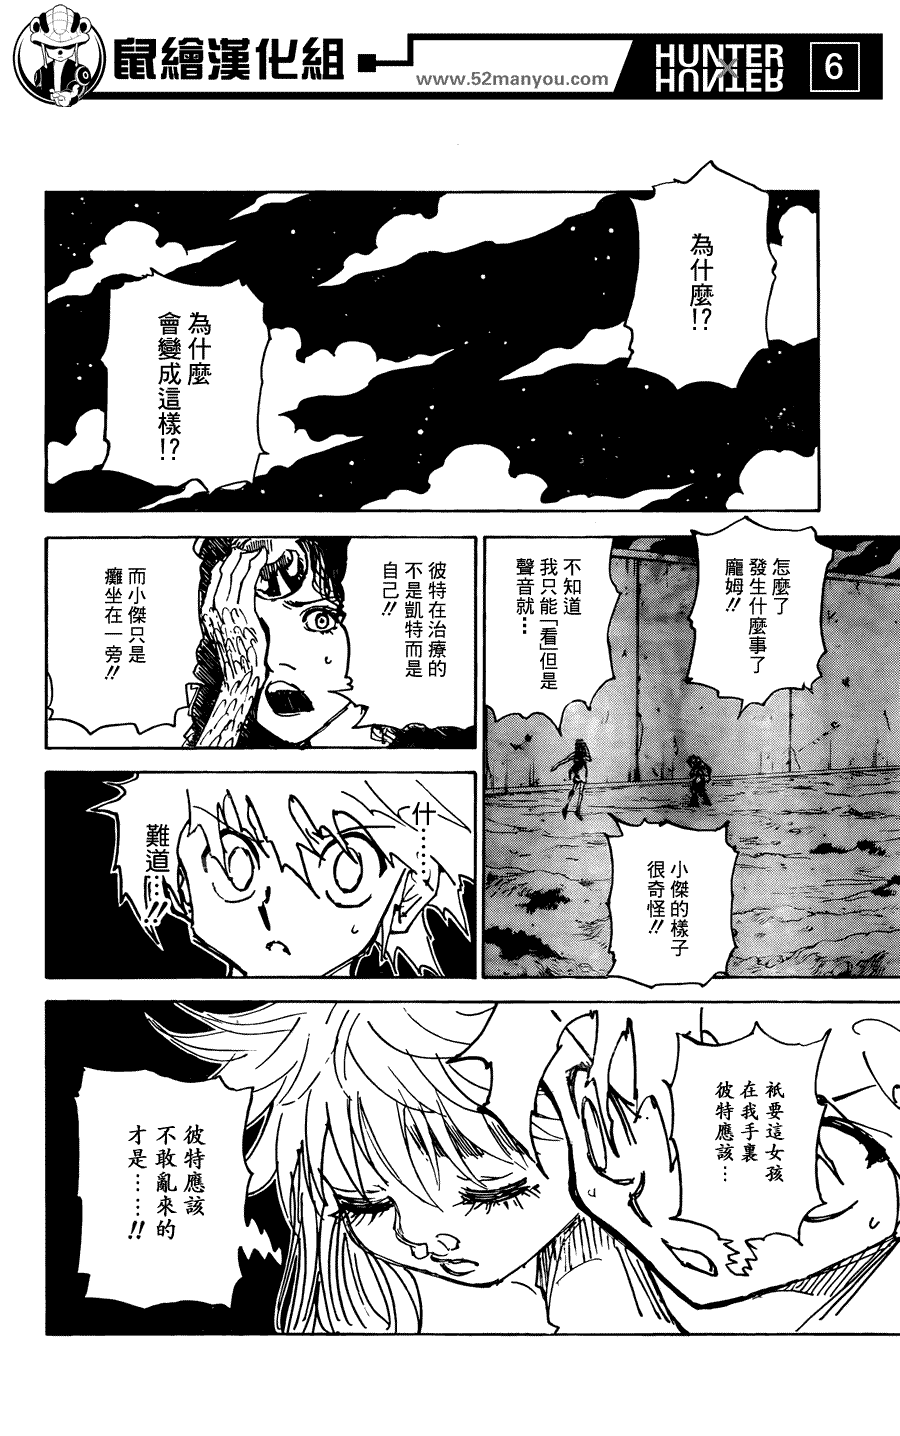 鼠繪漢化組
www.52manyou.com
HUNTER
X
HUNTER
6
為什麼!?
為什麼
會變成這樣!?
怎麼了
發生什麼事了
龐姆!!
不知道
我只能「看」但是
聲音就…
小傑的樣子
很奇怪!!
彼特在治療的
不是凱特而是
自己!!
而小傑只是
癱坐在一旁!!
什……
難道…!!
衹要這女孩
在我手裏
彼特應該…
彼特應該
不敢亂來的
才是……!!